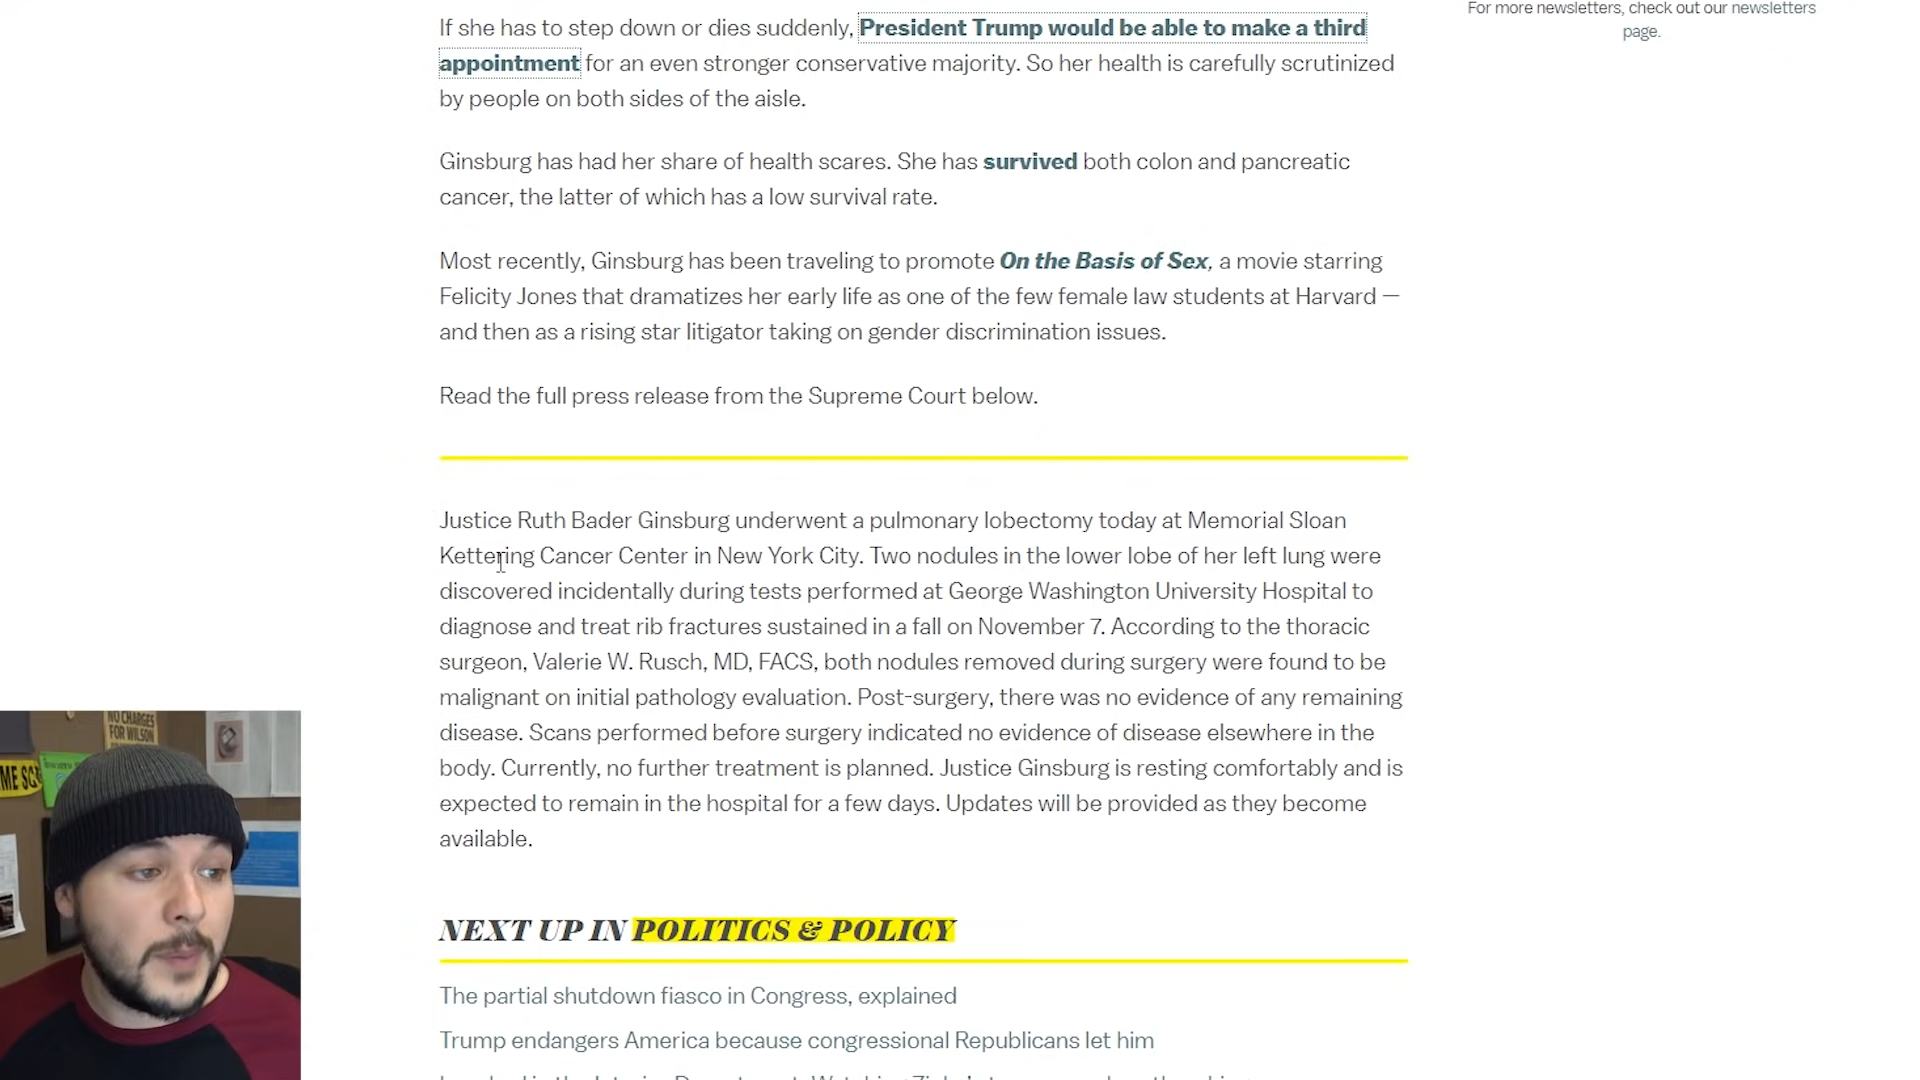 For more newsletters, check out our newsletters
page.
If she has to step down or dies suddenly, President Trump would be able to make a third
appointment for an even stronger conservative majority. So her health is carefully scrutinized
by people on both sides of the aisle.
Ginsburg has had her share of health scares. She has survived both colon and pancreatic
cancer, the latter of which has a low survival rate.
Most recently, Ginsburg has been traveling to promote On the Basis of Sex, a movie starring
Felicity Jones that dramatizes her early life as one of the few female law students at Harvard —
and then as a rising star litigator taking on gender discrimination issues.
Read the full press release from the Supreme Court below.
Justice Ruth Bader Ginsburg underwent a pulmonary lobectomy today at Memorial Sloan
Kettering Cancer Center in New York City. Two nodules in the lower lobe of her left lung were
discovered incidentally during tests performed at George Washington University Hospital to
diagnose and treat rib fractures sustained in a fall on November 7. According to the thoracic
surgeon, Valerie W. Rusch, MD, FACS, both nodules removed during surgery were found to be
malignant on initial pathology evaluation. Post-surgery, there was no evidence of any remaining
disease. Scans performed before surgery indicated no evidence of disease elsewhere in the
body. Currently, no further treatment is planned. Justice Ginsburg is resting comfortably and is
expected to remain in the hospital for a few days. Updates will be provided as they become
available.
NEXT UP IN POLITICS & POLICY
The partial shutdown fiasco in Congress, explained
Trump endangers America because congressional Republicans let him
NO CHARGES
FOR WILSON